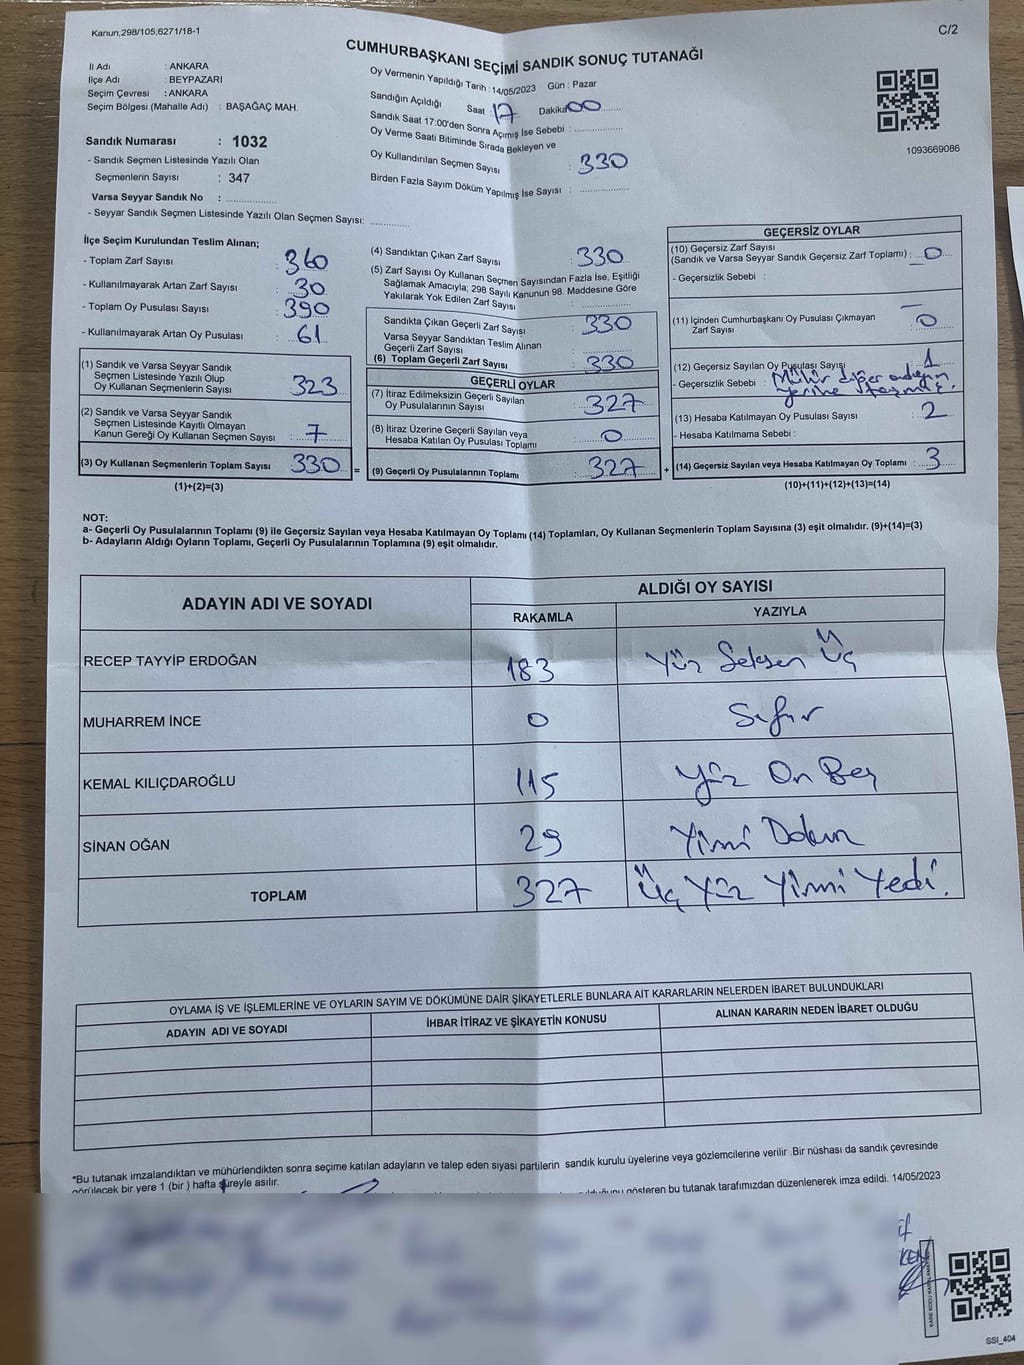 Kanun;298/105;6271/18-1
C/2
CUMHURBAŞKANI SEÇİMİ SANDIK SONUÇ TUTANAĞI
İl Adı : ANKARA
İlçe Adı : BEYPAZARI
Seçim Çevresi : ANKARA
Seçim Bölgesi (Mahalle Adı) : BAŞAĞAÇ MAH.
Oy Vermenin Yapıldığı Tarih : 14/05/2023 Gün : Pazar
Sandığın Açıldığı Saat 17 Dakika 00
Sandık Saat 17:00'den Sonra Açımış İse Sebebi :
Oy Verme Saati Bitiminde Sırada Bekleyen ve
Oy Kullandırılan Seçmen Sayısı : 330
Birden Fazla Sayım Döküm Yapılmış İse Sayısı :
1093669086
Sandık Numarası : 1032
- Sandık Seçmen Listesinde Yazılı Olan
Seçmenlerin Sayısı : 347
Varsa Seyyar Sandık No :
- Seyyar Sandık Seçmen Listesinde Yazılı Olan Seçmen Sayısı:
İlçe Seçim Kurulundan Teslim Alınan;
- Toplam Zarf Sayısı : 360
- Kullanılmayarak Artan Zarf Sayısı : 30
- Toplam Oy Pusulası Sayısı : 390
- Kullanılmayarak Artan Oy Pusulası : 61
(1) Sandık ve Varsa Seyyar Sandık
Seçmen Listesinde Yazılı Olup
Oy Kullanan Seçmenlerin Sayısı : 323
(2) Sandık ve Varsa Seyyar Sandık
Seçmen Listesinde Kayıtlı Olmayan
Kanun Gereği Oy Kullanan Seçmen Sayısı : 7
(3) Oy Kullanan Seçmenlerin Toplam Sayısı : 330
(1)+(2)=(3)
(4) Sandıktan Çıkan Zarf Sayısı : 330
(5) Zarf Sayısı Oy Kullanan Seçmen Sayısından Fazla İse, Eşitliği
Sağlamak Amacıyla; 298 Sayılı Kanunun 98. Maddesine Göre
Yakılarak Yok Edilen Zarf Sayısı :
Sandıkta Çıkan Geçerli Zarf Sayısı : 330
Varsa Seyyar Sandıktan Teslim Alınan
Geçerli Zarf Sayısı :
(6) Toplam Geçerli Zarf Sayısı : 330
GEÇERLİ OYLAR
(7) İtiraz Edilmeksizin Geçerli Sayılan
Oy Pusulalarının Sayısı : 327
(8) İtiraz Üzerine Geçerli Sayılan veya
Hesaba Katılan Oy Pusulası Toplamı : 0
= (9) Geçerli Oy Pusulalarının Toplamı : 327 +
GEÇERSİZ OYLAR
(10) Geçersiz Zarf Sayısı
(Sandık ve Varsa Seyyar Sandık Geçersiz Zarf Toplamı) : 0
- Geçersizlik Sebebi :
(11) İçinden Cumhurbaşkanı Oy Pusulası Çıkmayan
Zarf Sayısı : 0
(12) Geçersiz Sayılan Oy Pusulası Sayısı : 1
- Geçersizlik Sebebi : Mühür diğer adayın
yerine taşmış.
(13) Hesaba Katılmayan Oy Pusulası Sayısı : 2
- Hesaba Katılmama Sebebi :
(14) Geçersiz Sayılan veya Hesaba Katılmayan Oy Toplamı : 3
(10)+(11)+(12)+(13)=(14)
NOT:
a- Geçerli Oy Pusulalarının Toplamı (9) ile Geçersiz Sayılan veya Hesaba Katılmayan Oy Toplamı (14) Toplamları, Oy Kullanan Seçmenlerin Toplam Sayısına (3) eşit olmalıdır. (9)+(14)=(3)
b- Adayların Aldığı Oyların Toplamı, Geçerli Oy Pusulalarının Toplamına (9) eşit olmalıdır.
ADAYIN ADI VE SOYADI
ALDIĞI OY SAYISI
RAKAMLA YAZIYLA
RECEP TAYYİP ERDOĞAN 183 Yüz Seksen Üç
MUHARREM İNCE 0 Sıfır
KEMAL KILIÇDAROĞLU 115 Yüz On Beş
SİNAN OĞAN 29 Yirmi Dokuz
TOPLAM 327 Üç Yüz Yirmi Yedi.
OYLAMA İŞ VE İŞLEMLERİNE VE OYLARIN SAYIM VE DÖKÜMÜNE DAİR ŞİKAYETLERLE BUNLARA AİT KARARLARIN NELERDEN İBARET BULUNDUKLARI
ADAYIN ADI VE SOYADI İHBAR İTİRAZ VE ŞİKAYETİN KONUSU ALINAN KARARIN NEDEN İBARET OLDUĞU
*Bu tutanak imzalandıktan ve mühürlendikten sonra seçime katılan adayların ve talep eden siyasi partilerin sandık kurulu üyelerine veya gözlemcilerine verilir .Bir nüshası da sandık çevresinde
görülecek bir yere 1 (bir ) hafta süreyle asılır.
gösteren bu tutanak tarafımızdan düzenlenerek imza edildi. 14/05/2023
SSI_404